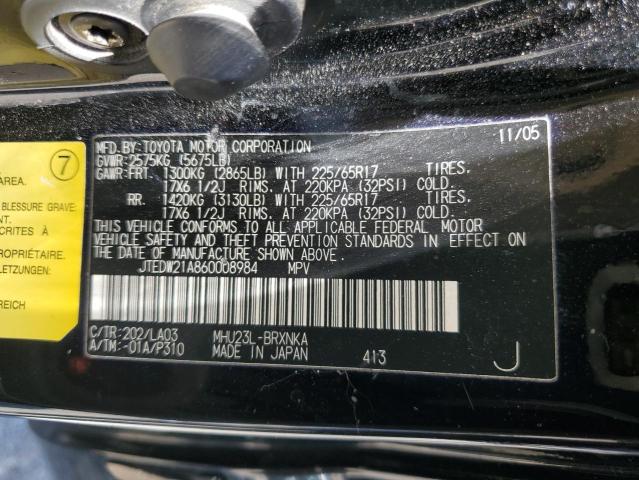 MFD. BY: TOYOTA MOTOR CORPORATION 11/05
GVWR: 2575KG (5675LB)
GAWR: FRT. 1300KG (2865LB) WITH 225/65R17 TIRES.
17X6 1/2J RIMS. AT 220KPA (32PSI) COLD.
RR. 1420KG (3130LB) WITH 225/65R17 TIRES.
17X6 1/2J RIMS. AT 220KPA (32PSI) COLD.
THIS VEHICLE CONFORMS TO ALL APPLICABLE FEDERAL MOTOR
VEHICLE SAFETY AND THEFT PREVENTION STANDARDS IN EFFECT ON
THE DATE OF MANUFACTURE SHOWN ABOVE.
JTEDW21A860008984 MPV
C/TR: 202/LA03 MHU23L-BRXNKA
A/TM: -01A/P310 MADE IN JAPAN 413 J
7
AREA.
BLESSURE GRAVE:
NT.
CRITES À
ROPRIÉTAIRE.
LETZUNGEN:
REICH